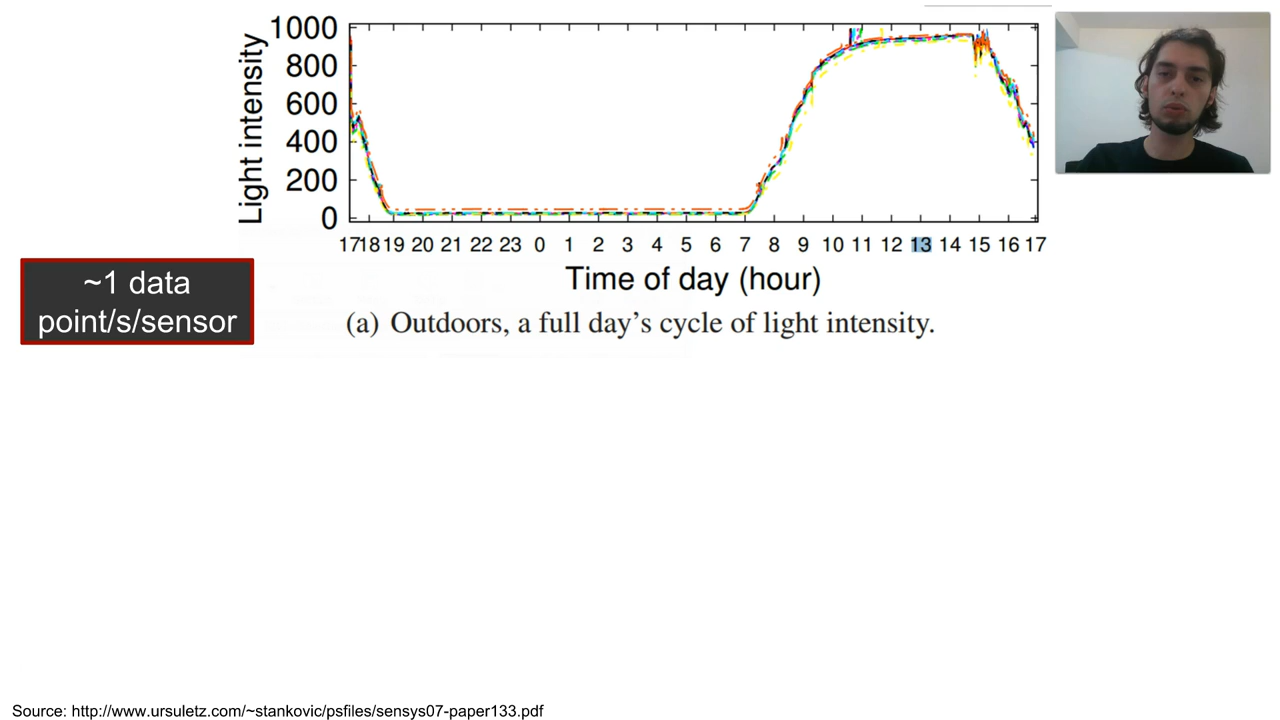 1000
800
600
400
200
0
Light intensity
1718 19 20 21 22 23 0 1 2 3 4 5 6 7 8 9 10 11 12 13 14 15 16 17
Time of day (hour)
(a) Outdoors, a full day's cycle of light intensity.
~1 data
point/s/sensor
Source: http://www.ursuletz.com/~stankovic/psfiles/sensys07-paper133.pdf